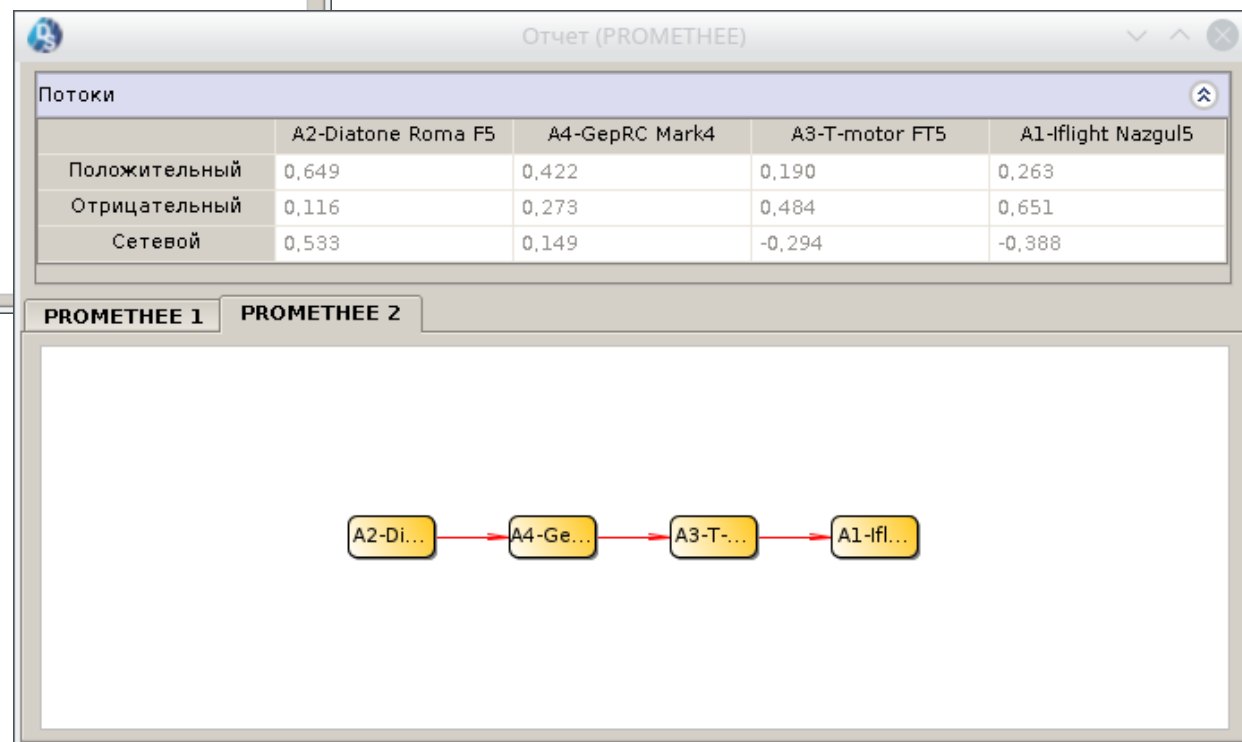 Отчет (PROMETHEE)
Потоки
A2-Diatone Roma F5 A4-GepRC Mark4 A3-T-motor FT5 A1-Iflight Nazgul5
Положительный 0,649 0,422 0,190 0,263
Отрицательный 0,116 0,273 0,484 0,651
Сетевой 0,533 0,149 -0,294 -0,388
PROMETHEE 1 PROMETHEE 2
A2-Di... A4-Ge... A3-T-... A1-Ifl...